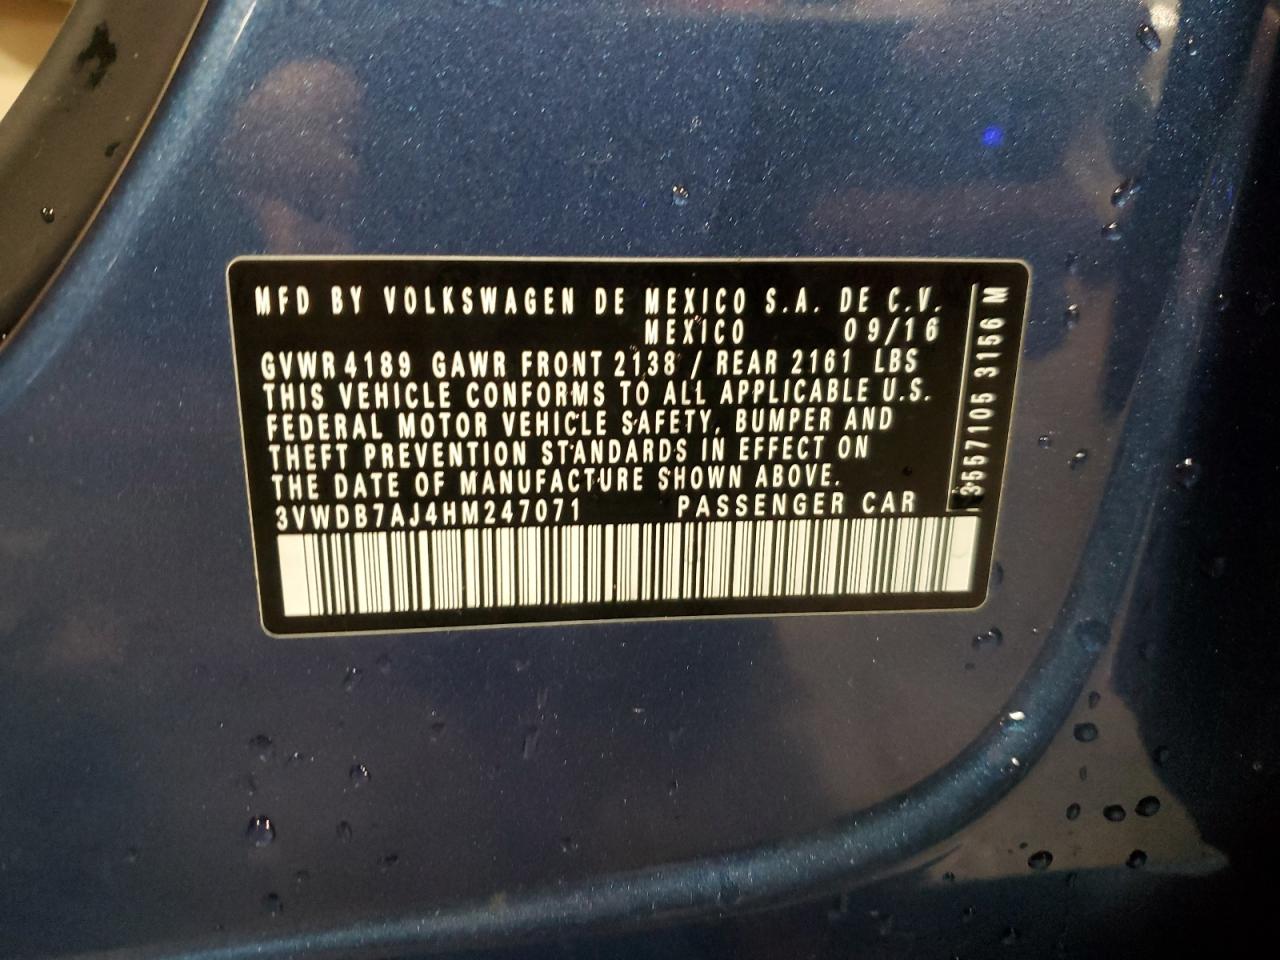 MFD BY VOLKSWAGEN DE MEXICO S.A. DE C.V.
MEXICO 09/16
GVWR 4189 GAWR FRONT 2138 / REAR 2161 LBS
THIS VEHICLE CONFORMS TO ALL APPLICABLE U.S.
FEDERAL MOTOR VEHICLE SAFETY, BUMPER AND
THEFT PREVENTION STANDARDS IN EFFECT ON
THE DATE OF MANUFACTURE SHOWN ABOVE.
3VWDB7AJ4HM247071 PASSENGER CAR
3557105 3156 M